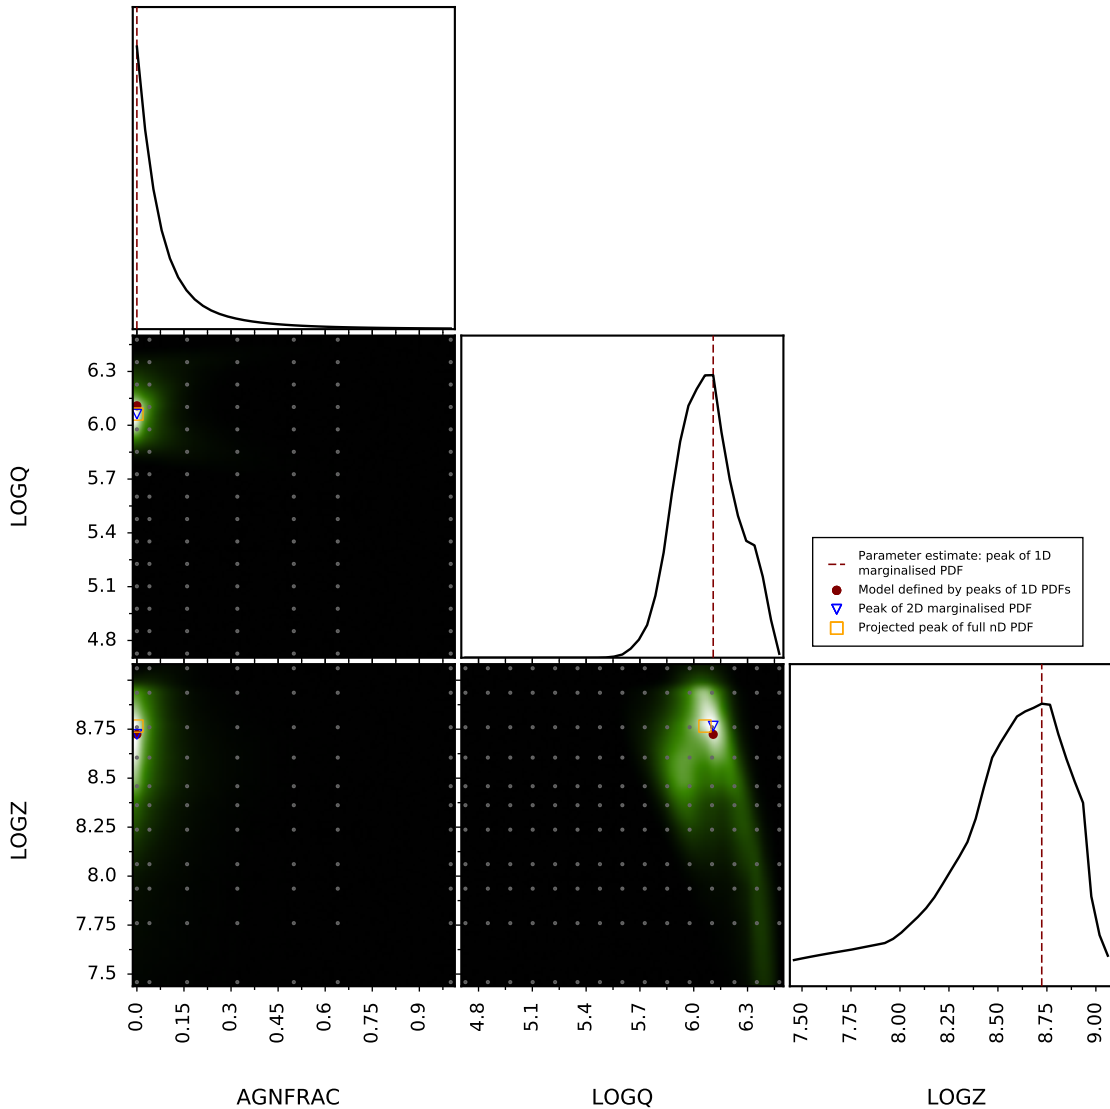 LOGQ
6.3
6.0
5.7
5.4
5.1
4.8
Parameter estimate: peak of 1D
marginalised PDF
Model defined by peaks of 1D PDFs
Peak of 2D marginalised PDF
Projected peak of full nD PDF
LOGZ
8.75
8.5
8.25
8.0
7.75
7.5
0.0 0.15 0.3 0.45 0.6 0.75 0.9
4.8 5.1 5.4 5.7 6.0 6.3
7.50 7.75 8.00 8.25 8.50 8.75 9.00
AGNFRAC
LOGQ
LOGZ